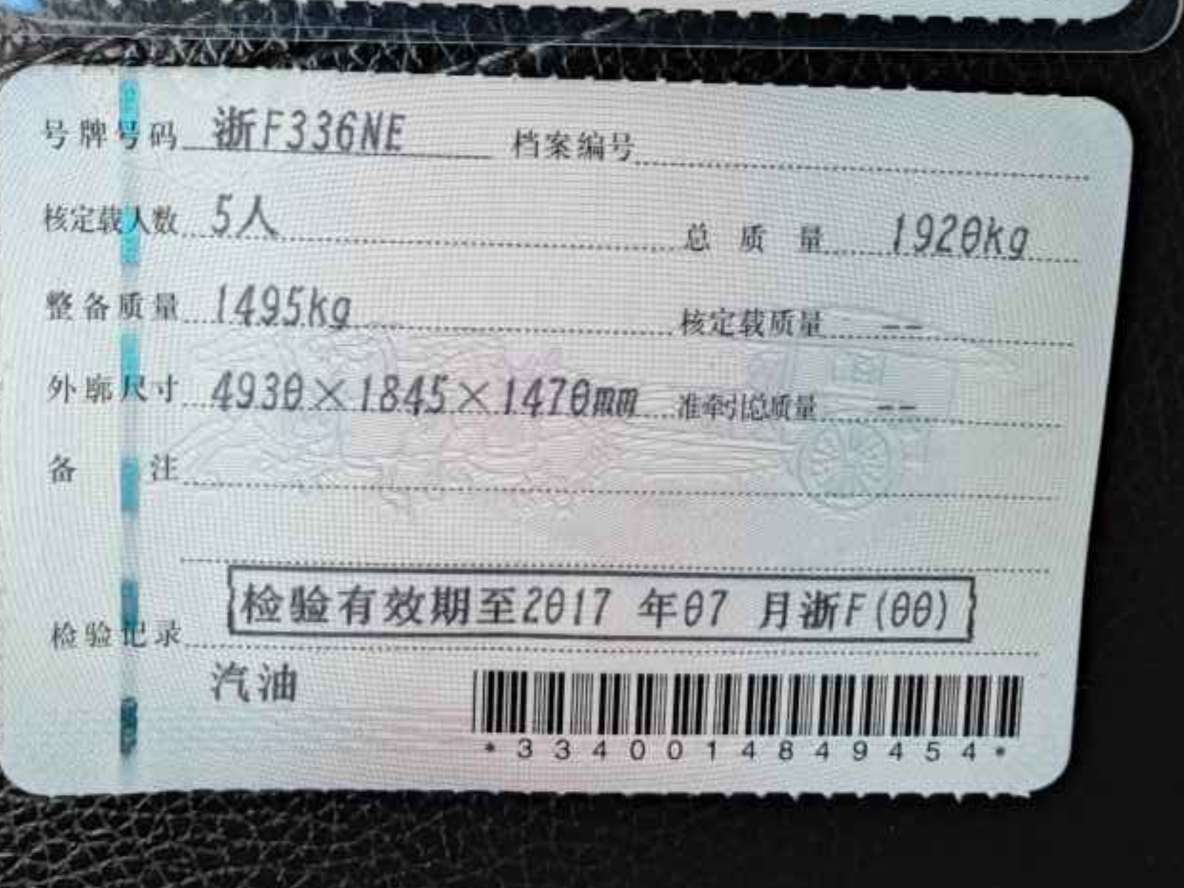 号牌号码 浙F336NE 档案编号
核定载人数 5人 总质量 1920kg
整备质量 1495kg 核定载质量 --
外廓尺寸 4930×1845×1470mm 准牵引总质量 --
备注
检验记录 检验有效期至2017 年07 月浙F(00)
汽油
*3340014849454*